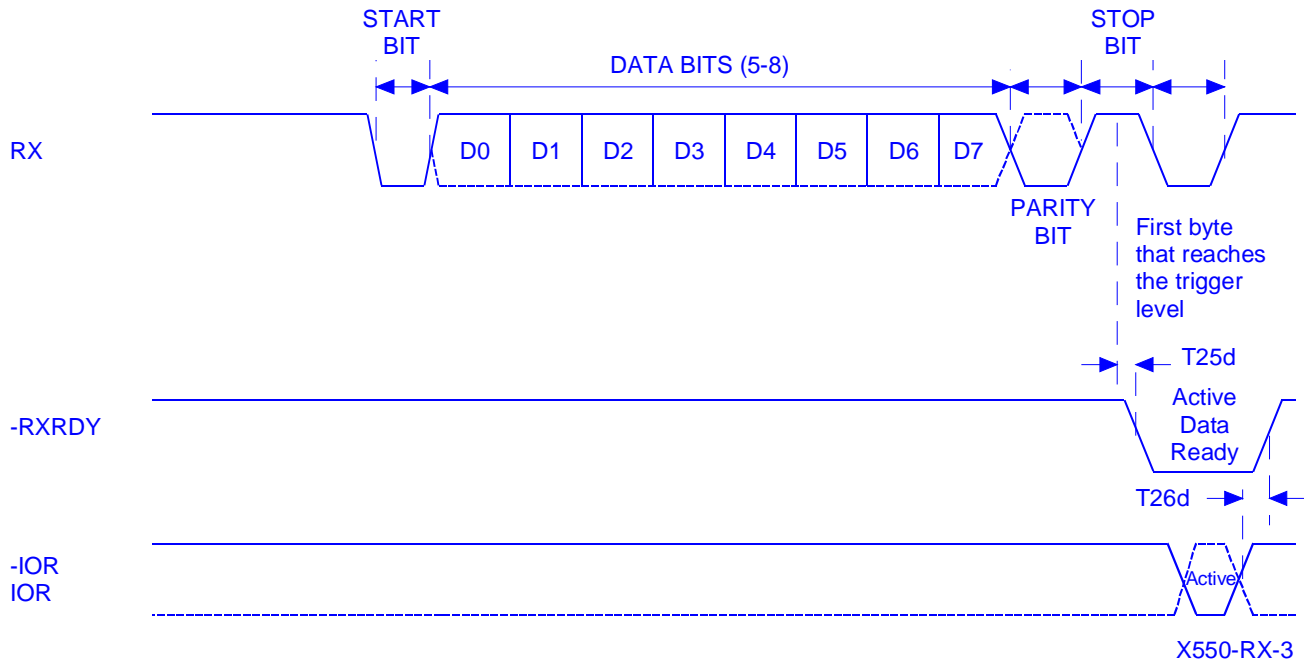 START
BIT
STOP
BIT
DATA BITS (5-8)
RX
D0 D1 D2 D3 D4 D5 D6 D7
PARITY
BIT
First byte
that reaches
the trigger
level
T25d
-RXRDY
Active
Data
Ready
T26d
-IOR
IOR
Active
X550-RX-3